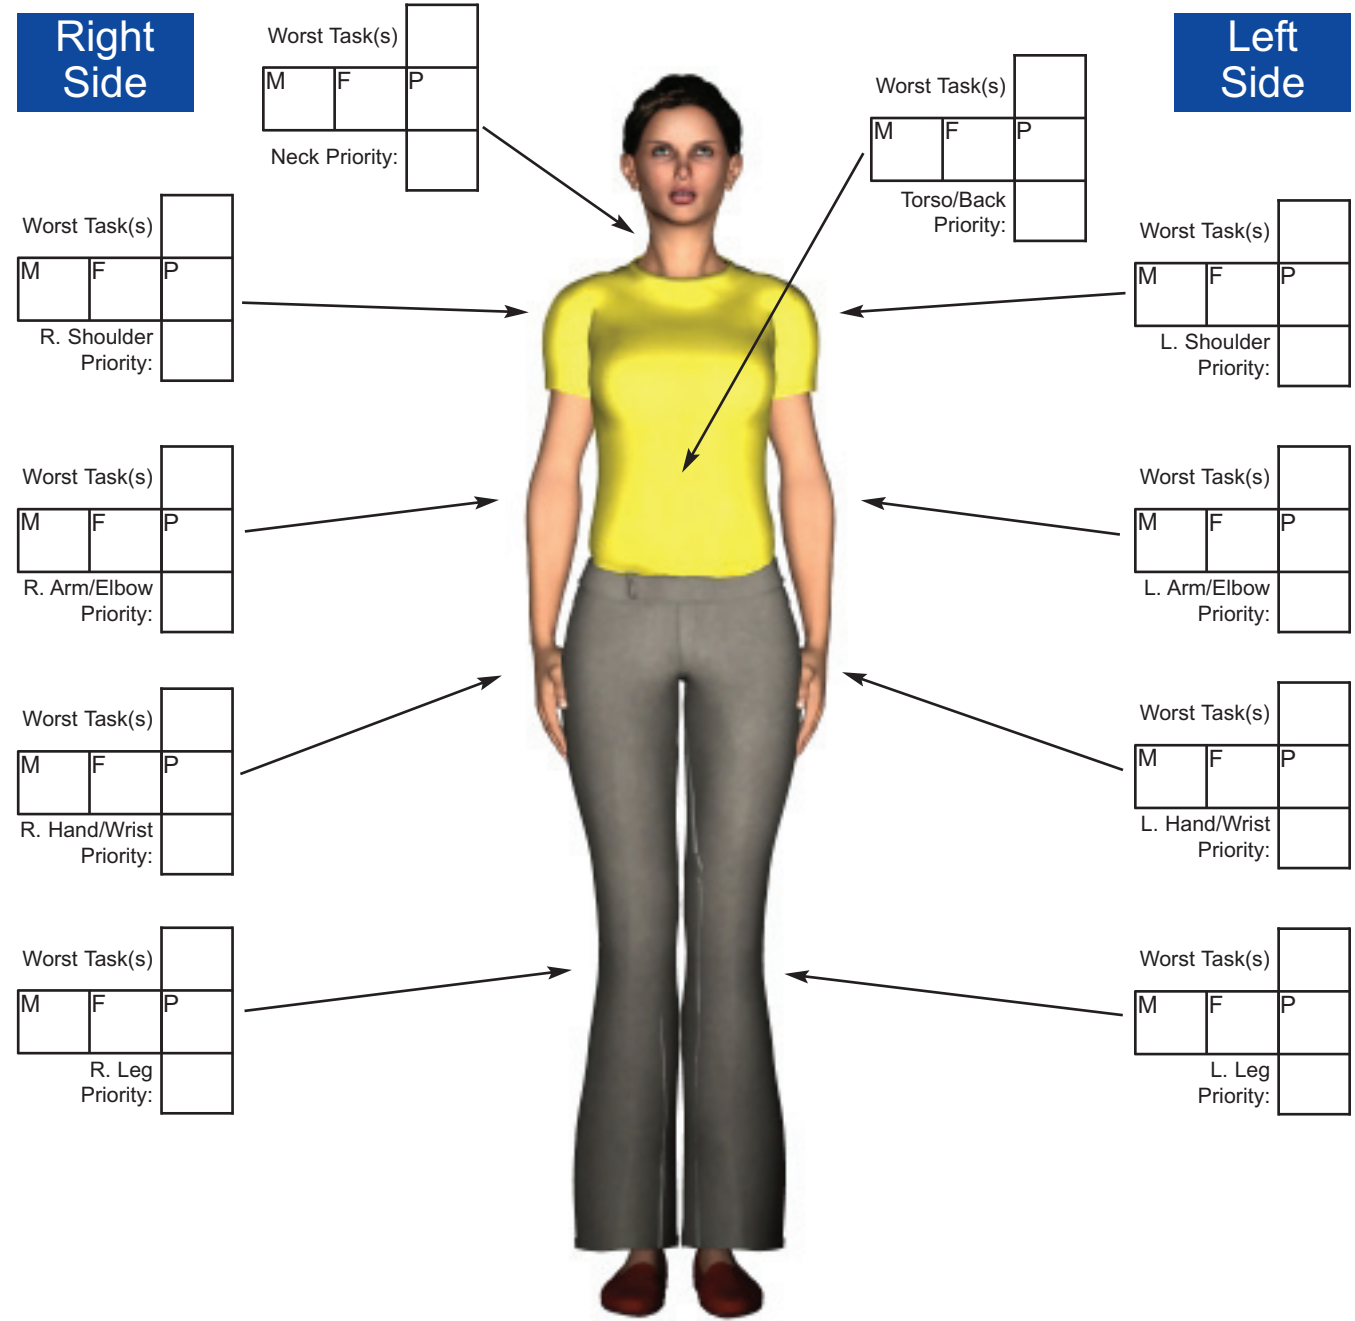 Right
Side
Worst Task(s)
M F P
Neck Priority:
Worst Task(s)
M F P
Torso/Back
Priority:
Left
Side
Worst Task(s)
M F P
R. Shoulder
Priority:
Worst Task(s)
M F P
L. Shoulder
Priority:
Worst Task(s)
M F P
R. Arm/Elbow
Priority:
Worst Task(s)
M F P
L. Arm/Elbow
Priority:
Worst Task(s)
M F P
R. Hand/Wrist
Priority:
Worst Task(s)
M F P
L. Hand/Wrist
Priority:
Worst Task(s)
M F P
R. Leg
Priority:
Worst Task(s)
M F P
L. Leg
Priority: